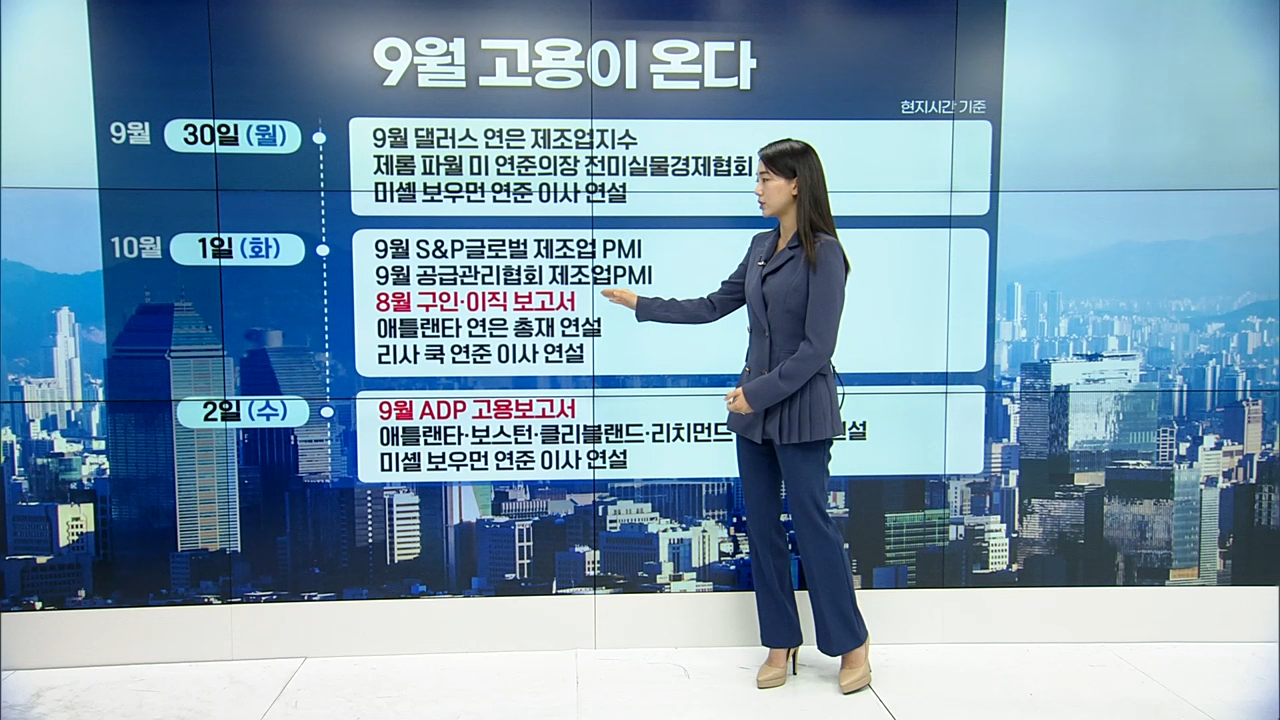 9월 고용이 온다
현지시간 기준
9월 30일 (월)
9월 댈러스 연은 제조업지수
제롬 파월 미 연준의장 전미실물경제협회
미셸 보우먼 연준 이사 연설
10월 1일 (화)
9월 S&P글로벌 제조업 PMI
9월 공급관리협회 제조업PMI
8월 구인·이직 보고서
애틀랜타 연은 총재 연설
리사 쿡 연준 이사 연설
2일 (수)
9월 ADP 고용보고서
애틀랜타·보스턴·클리블랜드·리치먼드 연설
미셸 보우먼 연준 이사 연설